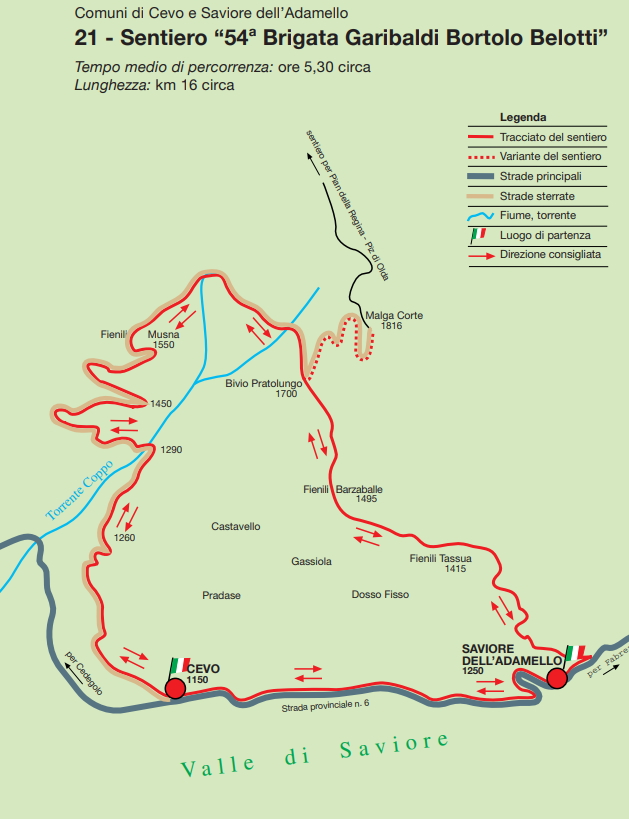 Comuni di Cevo e Saviore dell'Adamello
21 - Sentiero “54ª Brigata Garibaldi Bortolo Belotti”
Tempo medio di percorrenza: ore 5,30 circa
Lunghezza: km 16 circa
Legenda
Tracciato del sentiero
Variante del sentiero
Strade principali
Strade sterrate
Fiume, torrente
Luogo di partenza
Direzione consigliata
sentiero per Pian della Regina - Piz di Olda
Malga Corte
1816
Fienili Musna
1550
Bivio Pratolungo
1700
1450
1290
Torrente Coppo
Fienili Barzaballe
1495
1260
Castavello
Gassiola
Fienili Tassua
1415
Pradase
Dosso Fisso
SAVIORE
DELL'ADAMELLO
1250
per Fabre
per Cedegolo
CEVO
1150
Strada provinciale n. 6
Valle di Saviore